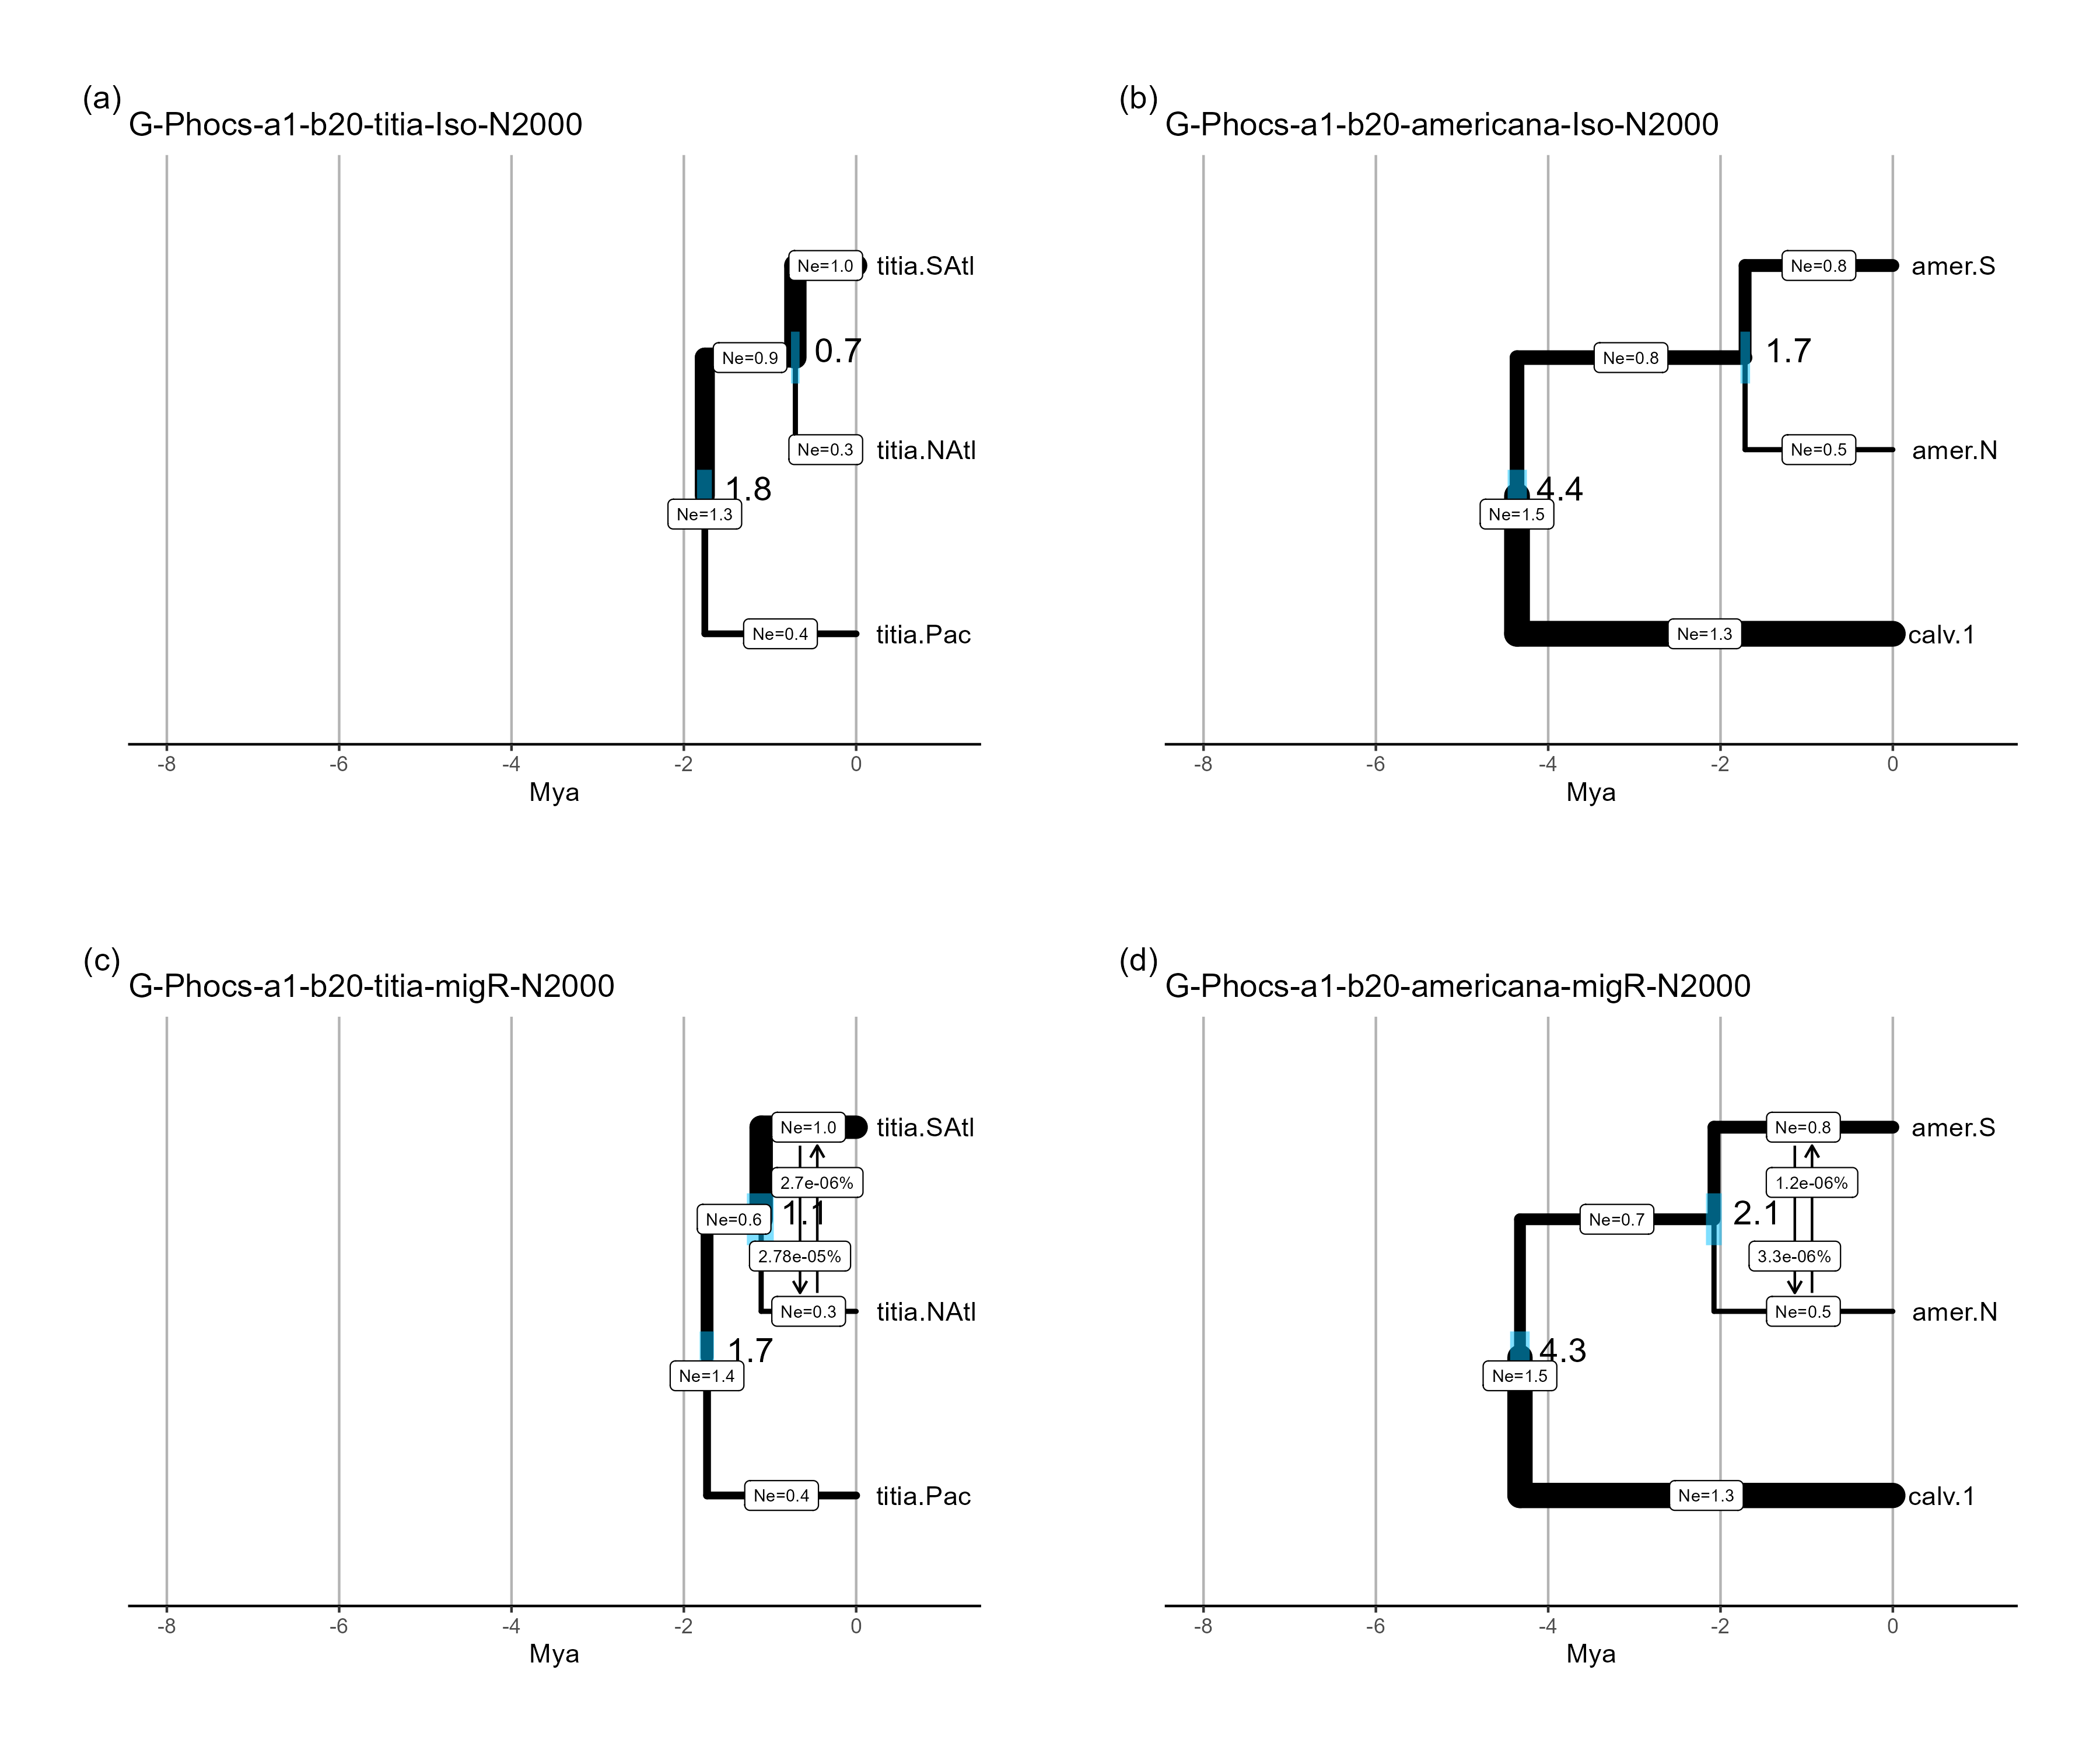 (a)
G-Phocs-a1-b20-titia-Iso-N2000
Ne=1.0
titia.SAtl
Ne=0.9
0.7
Ne=0.3
titia.NAtl
1.8
Ne=1.3
Ne=0.4
titia.Pac
-8 -6 -4 -2 0
Mya
(b)
G-Phocs-a1-b20-americana-Iso-N2000
Ne=0.8
amer.S
Ne=0.8
1.7
Ne=0.5
amer.N
4.4
Ne=1.5
Ne=1.3
calv.1
-8 -6 -4 -2 0
Mya
(c)
G-Phocs-a1-b20-titia-migR-N2000
Ne=1.0
titia.SAtl
2.7e-06%
Ne=0.6
1.1
2.78e-05%
Ne=0.3
titia.NAtl
1.7
Ne=1.4
Ne=0.4
titia.Pac
-8 -6 -4 -2 0
Mya
(d)
G-Phocs-a1-b20-americana-migR-N2000
Ne=0.8
amer.S
1.2e-06%
Ne=0.7
2.1
3.3e-06%
Ne=0.5
amer.N
4.3
Ne=1.5
Ne=1.3
calv.1
-8 -6 -4 -2 0
Mya